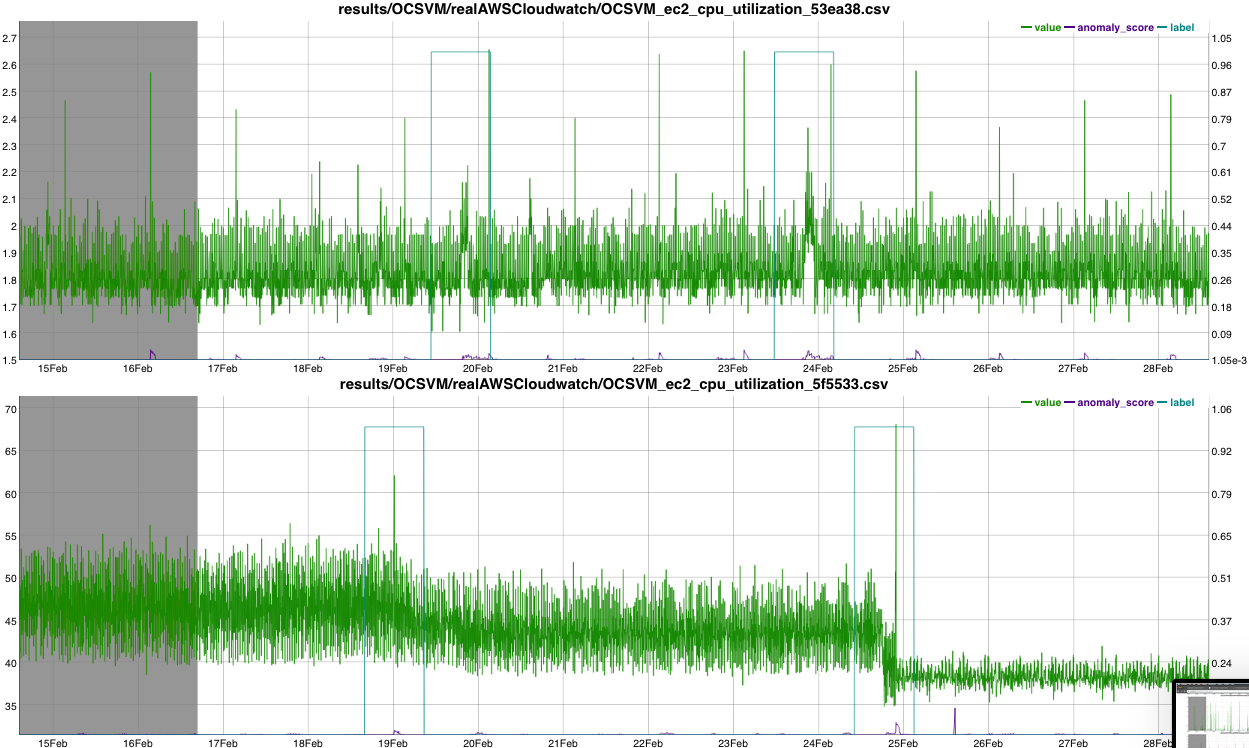 results/OCSVM/realAWSCloudwatch/OCSVM_ec2_cpu_utilization_53ea38.csv
value anomaly_score label
2.7 1.05
2.6 0.96
2.5 0.87
2.4 0.79
2.3 0.7
2.2 0.61
2.1 0.52
2 0.44
1.9 0.35
1.8 0.26
1.7 0.18
1.6 0.09
1.5 1.05e-3
15Feb 16Feb 17Feb 18Feb 19Feb 20Feb 21Feb 22Feb 23Feb 24Feb 25Feb 26Feb 27Feb 28Feb
results/OCSVM/realAWSCloudwatch/OCSVM_ec2_cpu_utilization_5f5533.csv
value anomaly_score label
70 1.06
65 0.92
60 0.79
55 0.65
50 0.51
45 0.37
40 0.24
35
15Feb 16Feb 17Feb 18Feb 19Feb 20Feb 21Feb 22Feb 23Feb 24Feb 25Feb 26Feb 27Feb